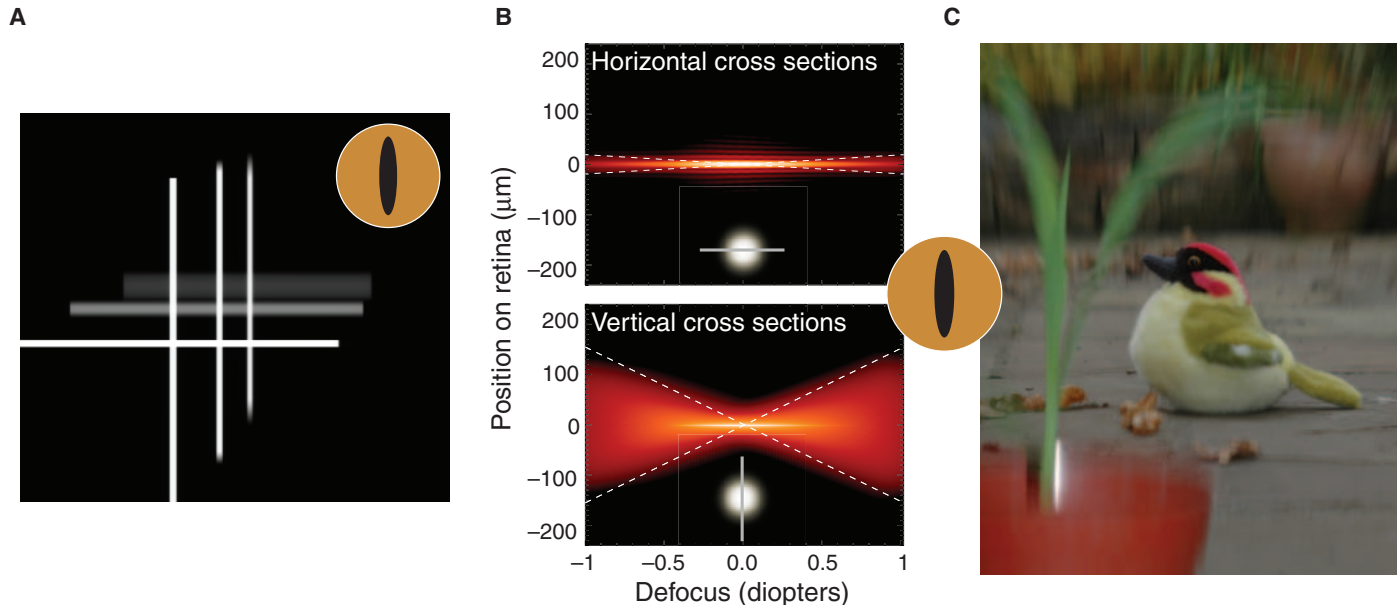 A
B
C
Horizontal cross sections
200
100
0
−100
−200
Vertical cross sections
200
100
0
−100
−200
Position on retina (μm)
−1
−0.5
0.0
0.5
1
Defocus (diopters)